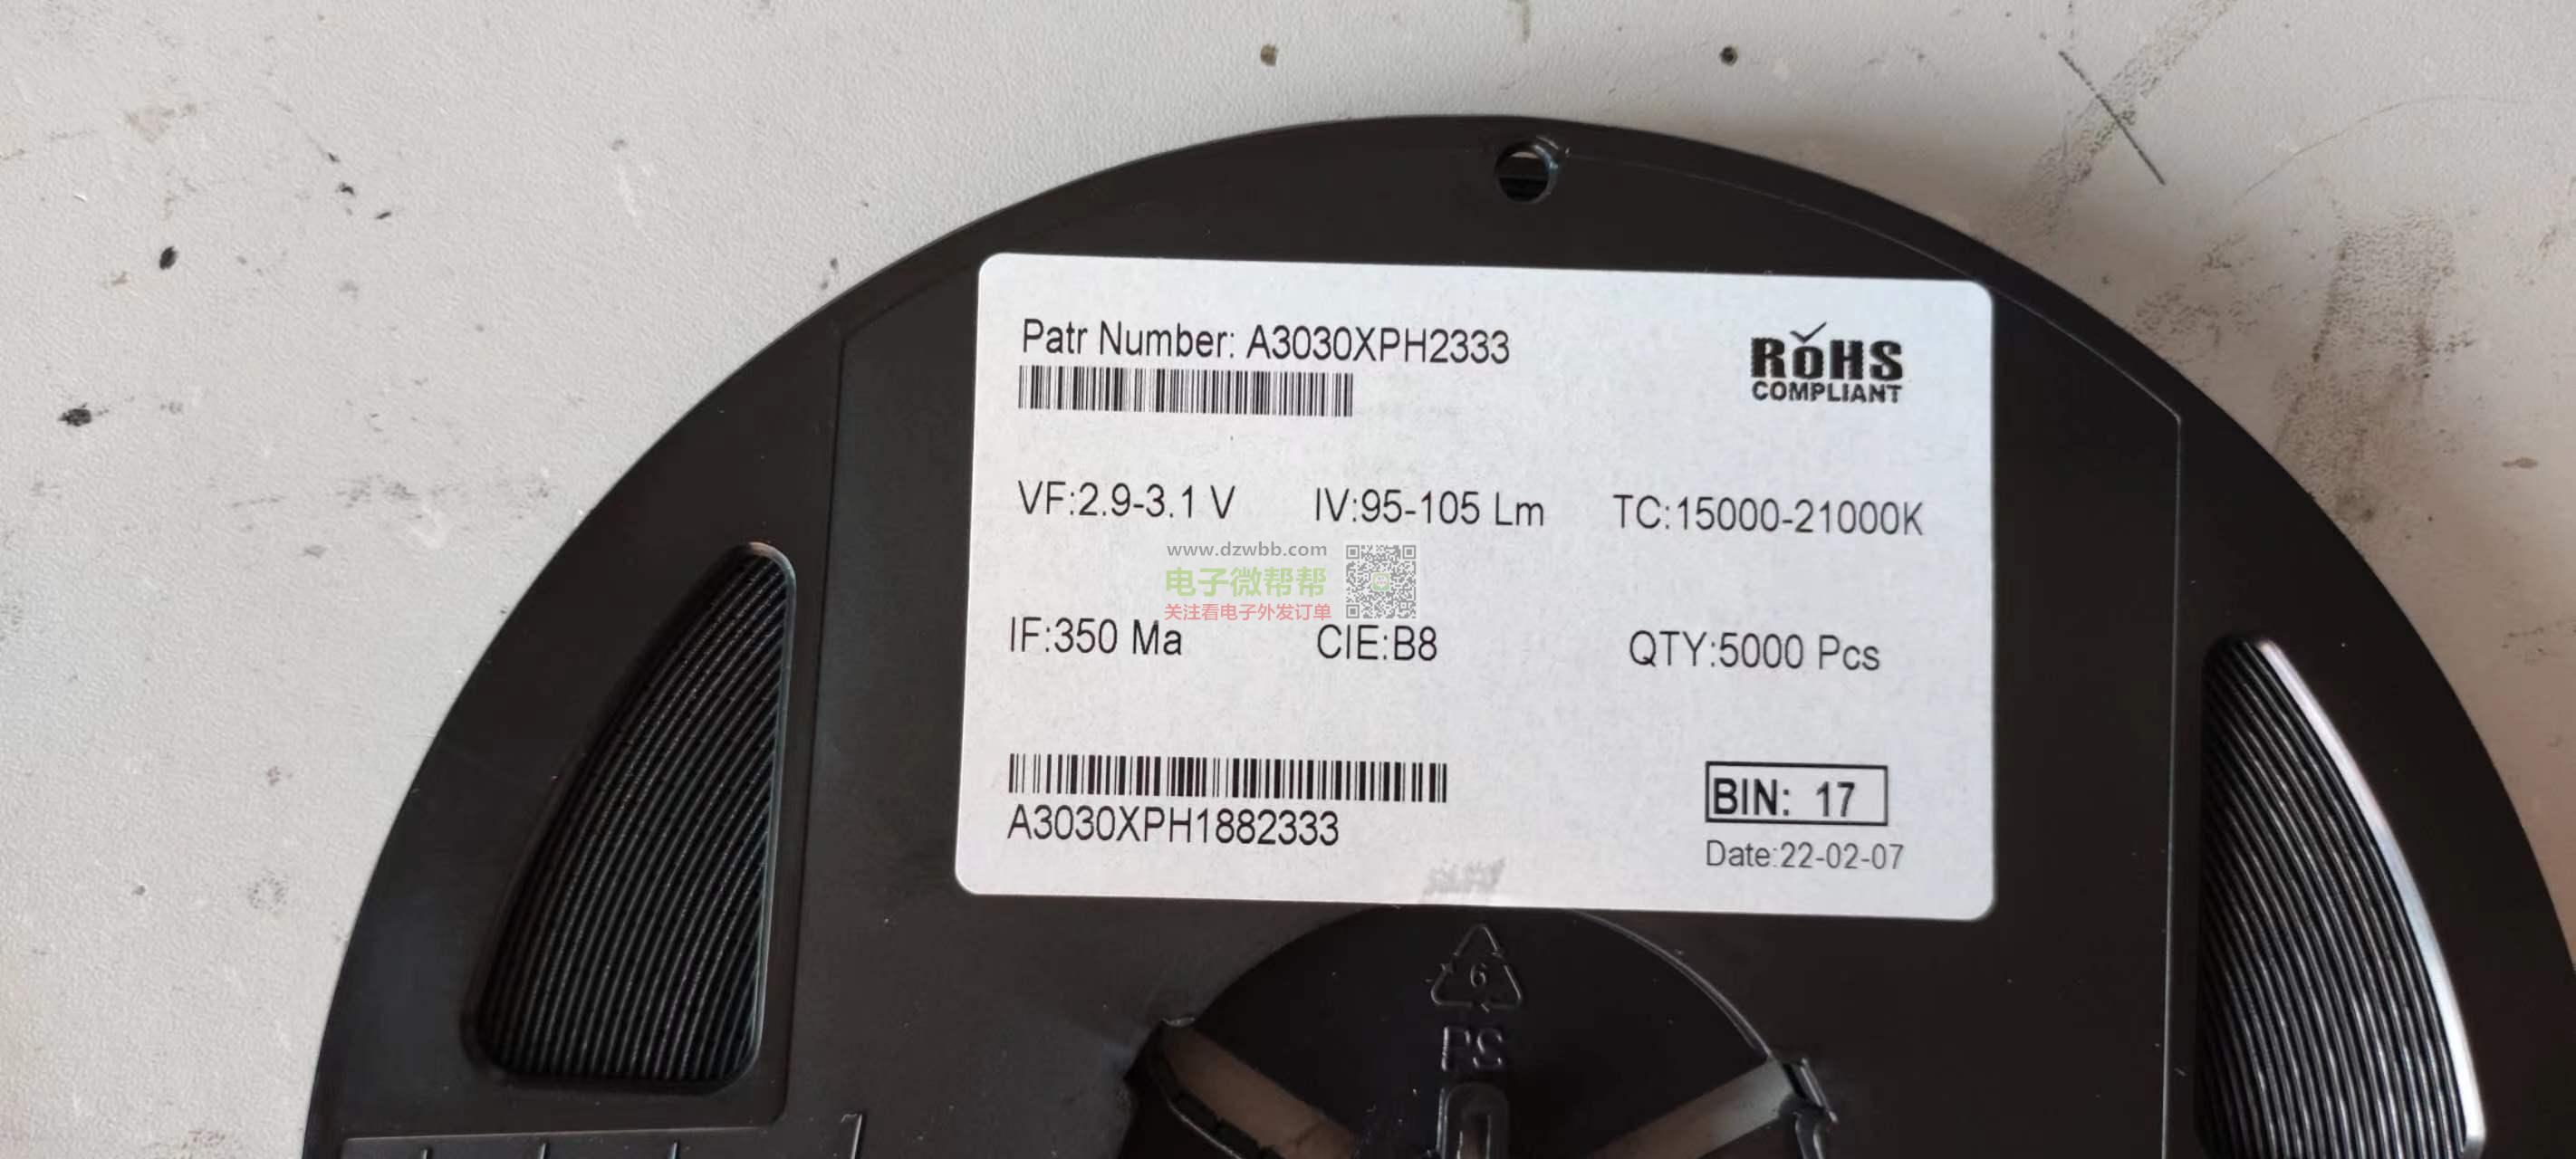 Patr Number: A3030XPH2333
RoHS
COMPLIANT
VF:2.9-3.1 V IV:95-105 Lm TC:15000-21000K
www.dzwbb.com
电子微帮帮
关注看电子外发订单
IF:350 Ma CIE:B8 QTY:5000 Pcs
BIN: 17
A3030XPH1882333
Date:22-02-07
6
PS